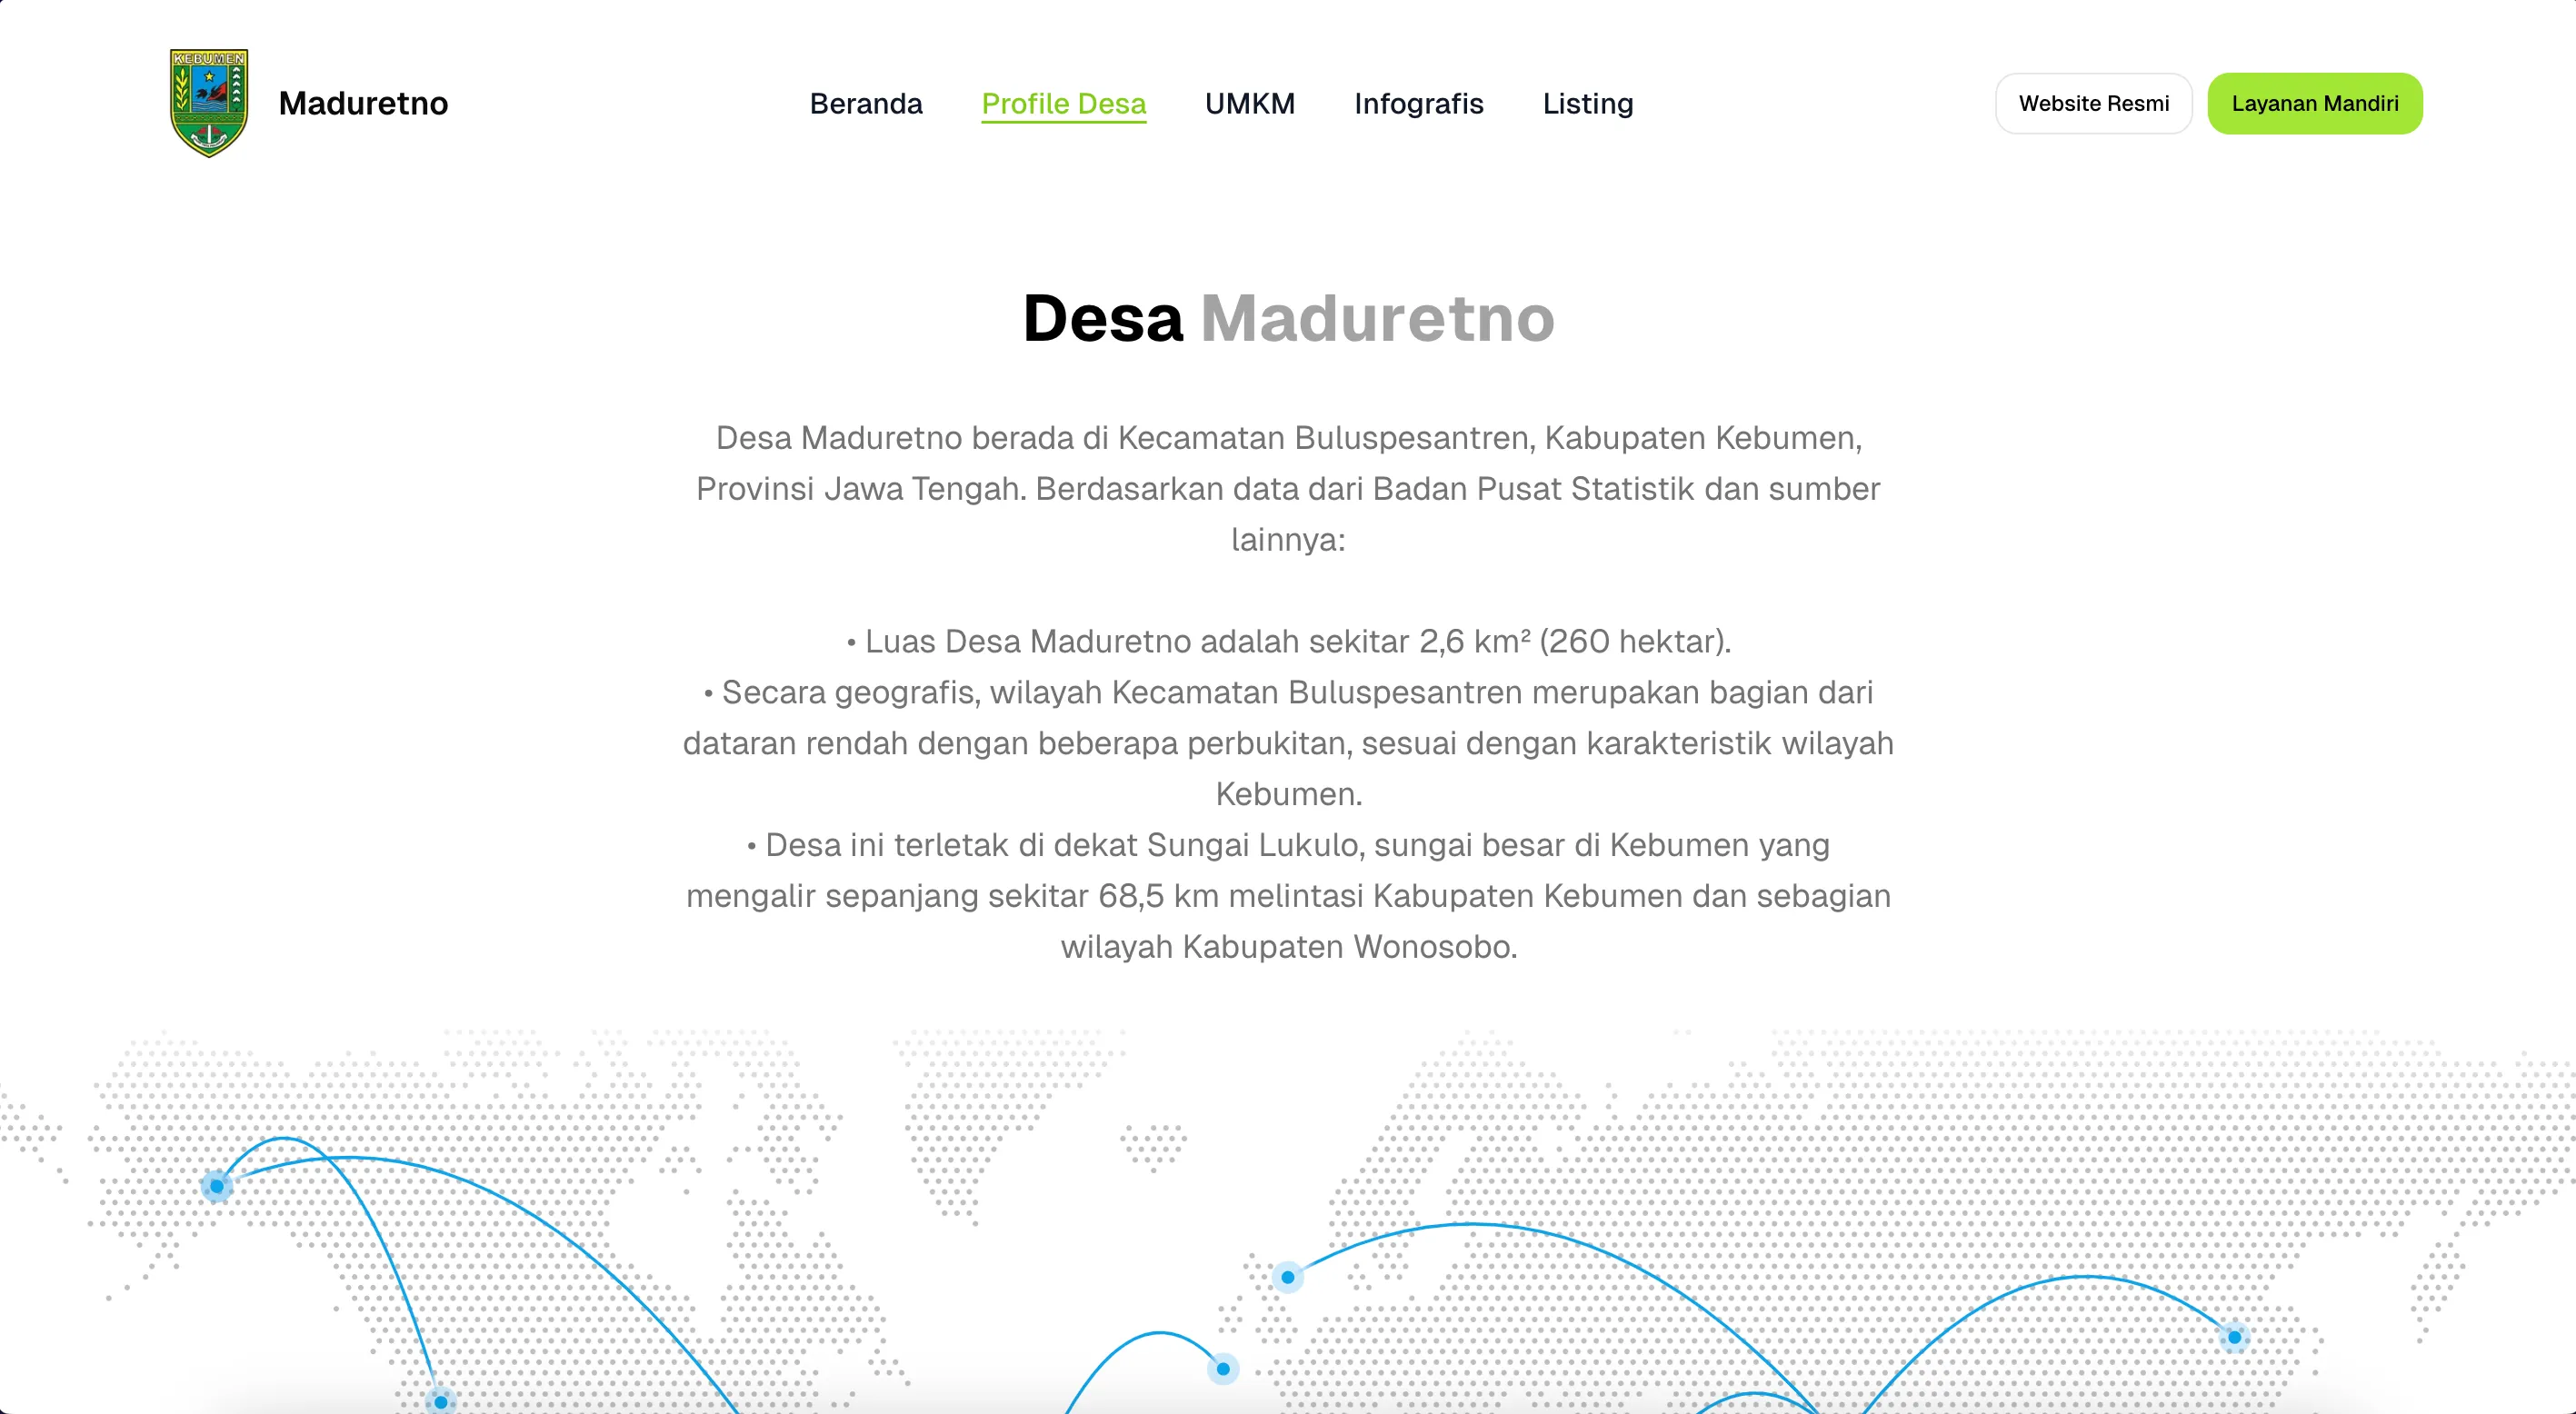 KEBUMEN
Maduretno
Beranda
Profile Desa
UMKM
Infografis
Listing
Website Resmi
Layanan Mandiri
Desa Maduretno
Desa Maduretno berada di Kecamatan Buluspesantren, Kabupaten Kebumen,
Provinsi Jawa Tengah. Berdasarkan data dari Badan Pusat Statistik dan sumber
lainnya:
• Luas Desa Maduretno adalah sekitar 2,6 km² (260 hektar).
• Secara geografis, wilayah Kecamatan Buluspesantren merupakan bagian dari
dataran rendah dengan beberapa perbukitan, sesuai dengan karakteristik wilayah
Kebumen.
• Desa ini terletak di dekat Sungai Lukulo, sungai besar di Kebumen yang
mengalir sepanjang sekitar 68,5 km melintasi Kabupaten Kebumen dan sebagian
wilayah Kabupaten Wonosobo.